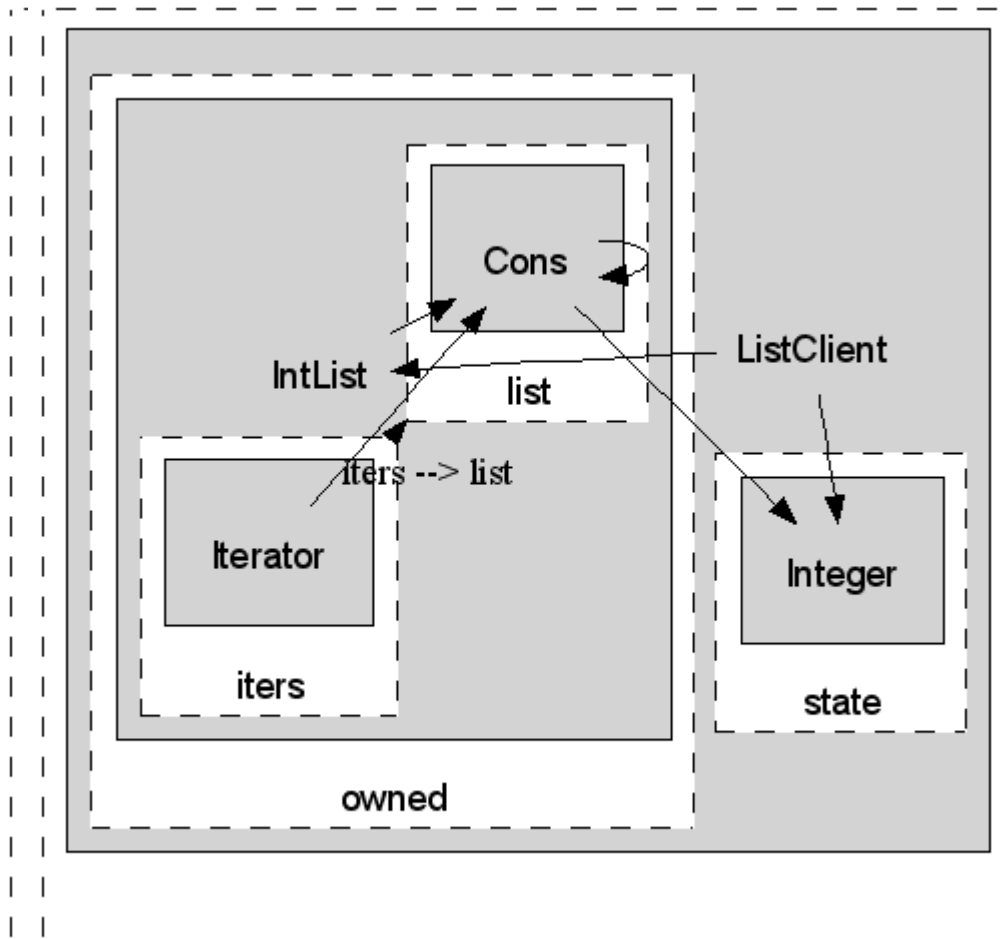 Cons
ListClient
IntList
list
iters --> list
Iterator
Integer
iters
state
owned